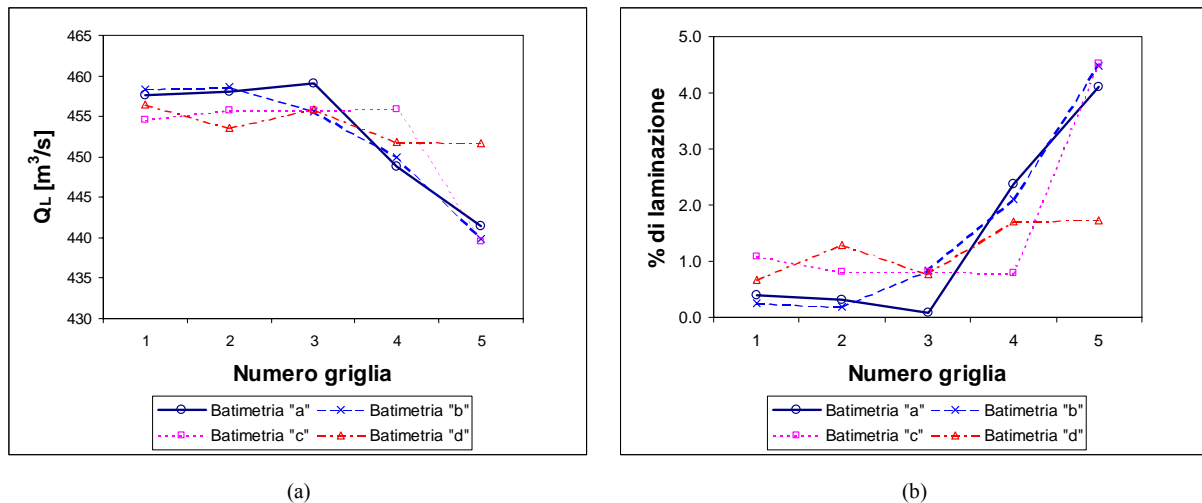 465
460
455
450
445
440
435
430
QL [m³/s]
1 2 3 4 5
Numero griglia
Batimetria "a" Batimetria "b"
Batimetria "c" Batimetria "d"
(a)
5.0
4.0
3.0
2.0
1.0
0.0
% di laminazione
1 2 3 4 5
Numero griglia
Batimetria "a" Batimetria "b"
Batimetria "c" Batimetria "d"
(b)